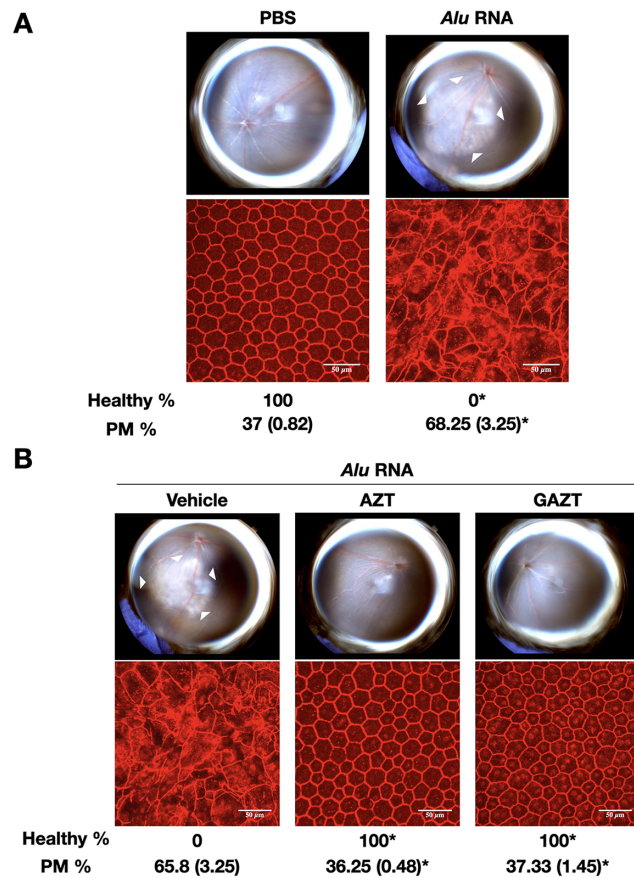 A
PBS Alu RNA
50 µm 50 µm
Healthy % 100 0*
PM % 37 (0.82) 68.25 (3.25)*
B
Alu RNA
Vehicle AZT GAZT
50 µm 50 µm 50 µm
Healthy % 0 100* 100*
PM % 65.8 (3.25) 36.25 (0.48)* 37.33 (1.45)*